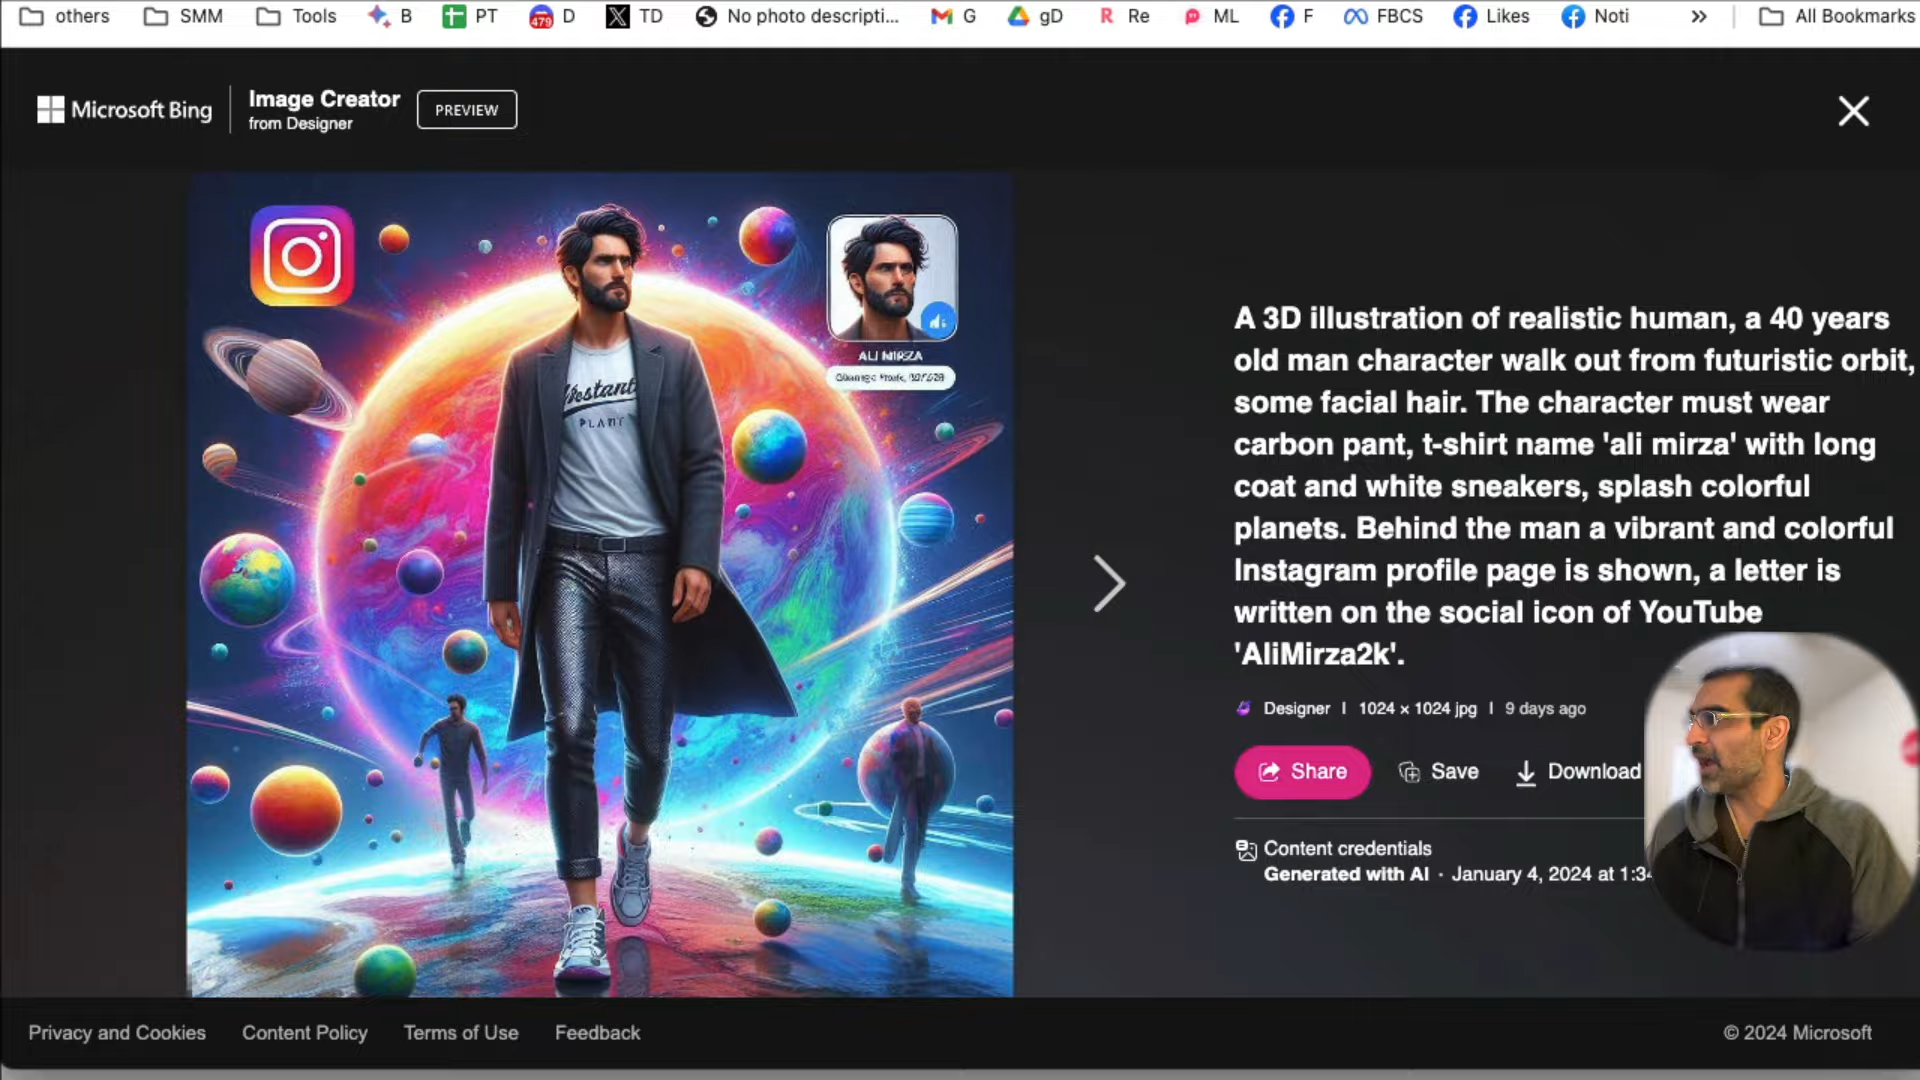 others SMM Tools B PT D TD No photo descripti... G gD Re ML F FBCS Likes Noti » All Bookmarks
479
Microsoft Bing
Image Creator
from Designer
PREVIEW
ALI MIRZA
PLANY
A 3D illustration of realistic human, a 40 years
old man character walk out from futuristic orbit,
some facial hair. The character must wear
carbon pant, t-shirt name 'ali mirza' with long
coat and white sneakers, splash colorful
planets. Behind the man a vibrant and colorful
Instagram profile page is shown, a letter is
written on the social icon of YouTube
'AliMirza2k'.
Designer | 1024 × 1024 jpg | 9 days ago
Share Save Download
Content credentials
Generated with AI · January 4, 2024 at 1:34
Privacy and Cookies Content Policy Terms of Use Feedback
© 2024 Microsoft